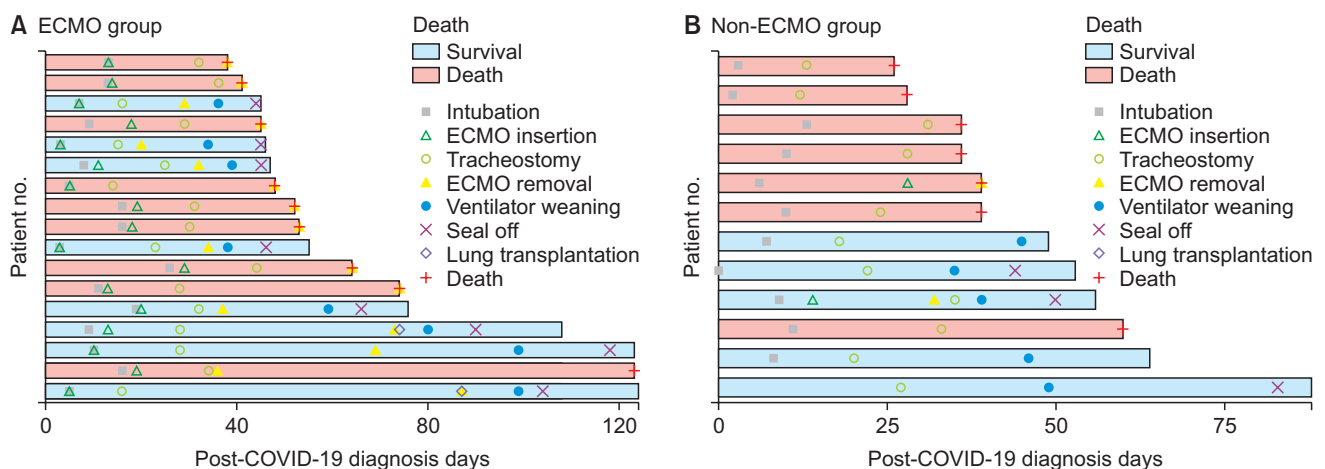 A ECMO group
Death
Survival
Death
Intubation
ECMO insertion
Tracheostomy
ECMO removal
Ventilator weaning
Seal off
Lung transplantation
Death
Patient no.
0 40 80 120
Post-COVID-19 diagnosis days
B Non-ECMO group
Death
Survival
Death
Intubation
ECMO insertion
Tracheostomy
ECMO removal
Ventilator weaning
Seal off
Lung transplantation
Death
Patient no.
0 25 50 75
Post-COVID-19 diagnosis days